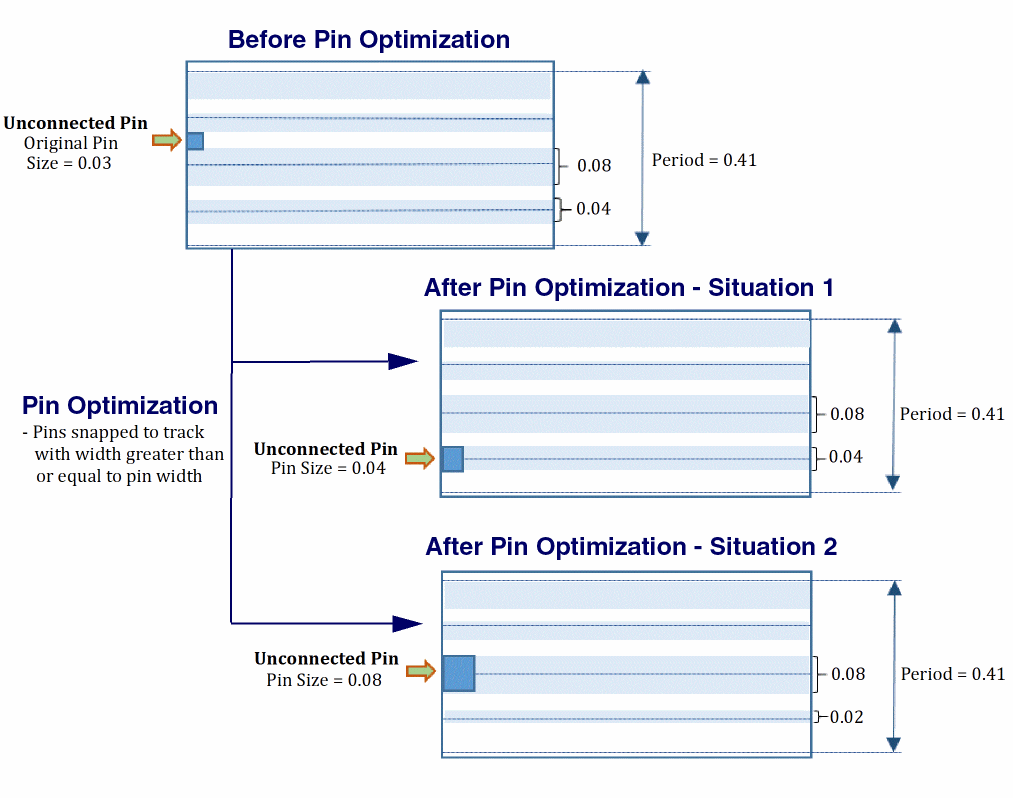 Before Pin Optimization
Unconnected Pin
Original Pin
Size = 0.03
0.08
Period = 0.41
0.04
After Pin Optimization - Situation 1
Pin Optimization
- Pins snapped to track
with width greater than
or equal to pin width
Unconnected Pin
Pin Size = 0.04
0.08
Period = 0.41
0.04
After Pin Optimization - Situation 2
Unconnected Pin
Pin Size = 0.08
0.08
Period = 0.41
0.02